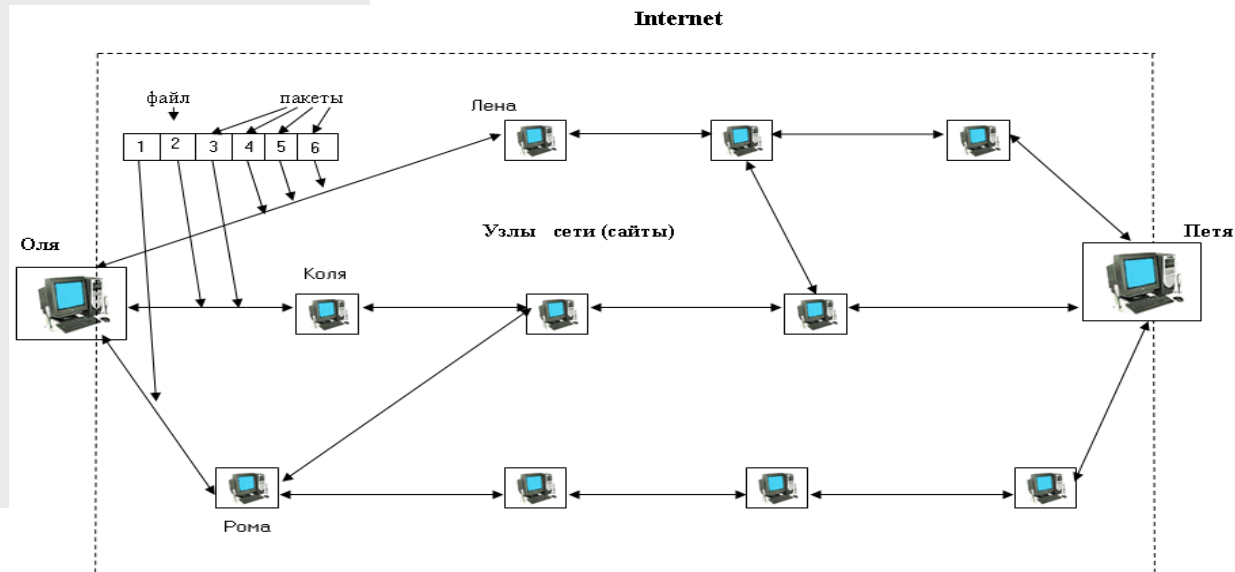 Internet
файл
пакеты
Лена
1 2 3 4 5 6
Узлы сети (сайты)
Оля
Петя
Коля
Рома